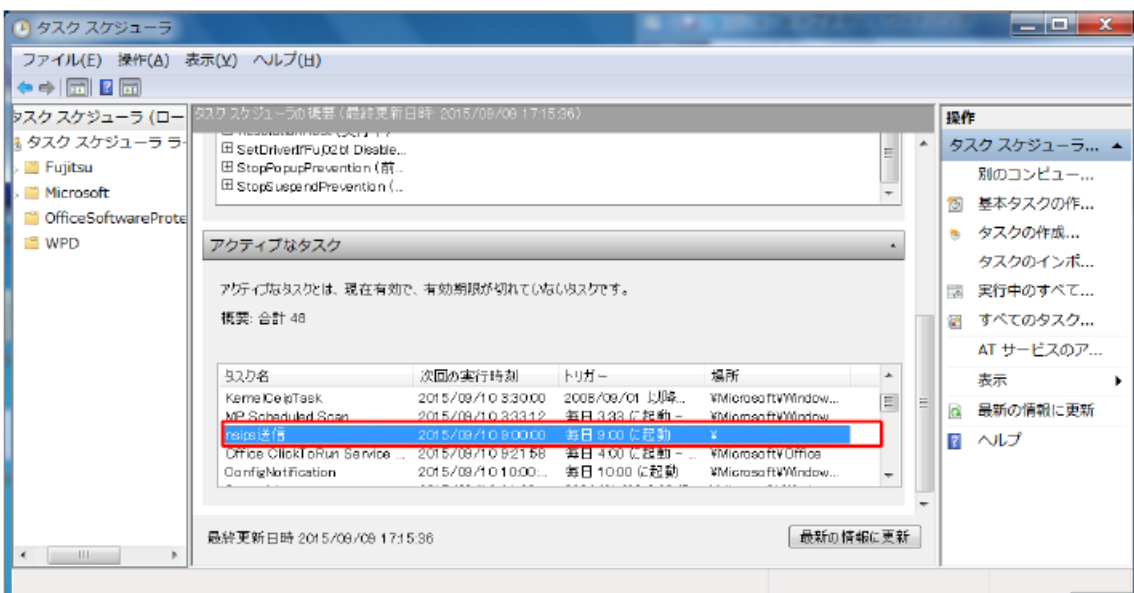 タスク スケジューラ
ファイル(F) 操作(A) 表示(V) ヘルプ(H)
タスク スケジューラ (ロー
タスク スケジューラ ラ
Fujitsu
Microsoft
OfficeSoftwareProte
WPD
タスク スケジューラの概要 (最終更新日時: 2015/09/09 17:15:36)
StopPopupPrevention (前...
StopSuspendPrevention (...
アクティブなタスク
アクティブなタスクとは、現在有効で、有効期限が切れていないタスクです。
概要: 合計 48
タスク名 次回の実行時刻 トリガー 場所
KernelCeipTask 2015/09/10 3:30:00 2008/09/01 以降... ¥Microsoft¥Window...
MP Scheduled Scan 2015/09/10 3:33:12 毎日 3:33 に起動 - ¥Microsoft¥Window
nsips送信 2015/09/10 9:00:00 毎日 9:00 に起動 ¥
Office ClickToRun Service ... 2015/09/10 9:21:58 毎日 4:00 に起動 - ... ¥Microsoft¥Office
ConfigNotification 2015/09/10 10:00:... 毎日 10:00 に起動 ¥Microsoft¥Window...
最終更新日時 2015/09/09 17:15:36
最新の情報に更新
操作
タスク スケジューラ...
別のコンピュー...
基本タスクの作...
タスクの作成...
タスクのインポ...
実行中のすべて...
すべてのタスク...
AT サービスのア...
表示
最新の情報に更新
ヘルプ